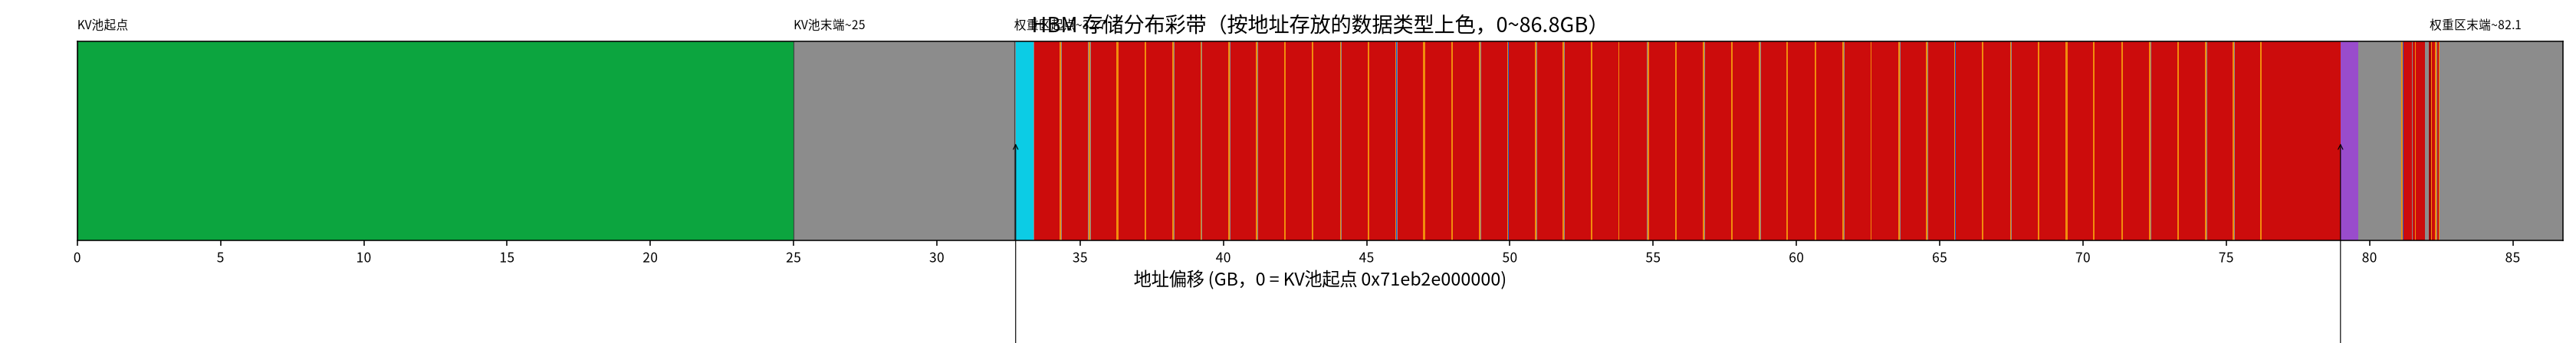 KV池起点
KV池末端~25
权重区
HBM 存储分布彩带（按地址存放的数据类型上色，0~86.8GB）
权重区末端~82.1
0 5 10 15 20 25 30 35 40 45 50 55 60 65 70 75 80 85
地址偏移 (GB，0 = KV池起点 0x71eb2e000000)